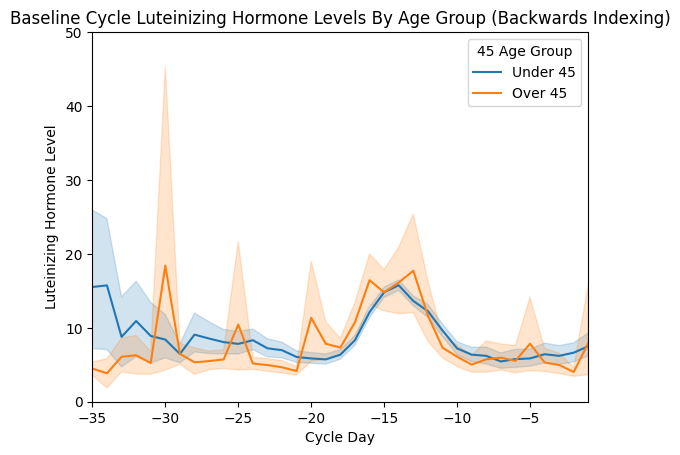 Baseline Cycle Luteinizing Hormone Levels By Age Group (Backwards Indexing)
45 Age Group
Under 45
Over 45
Luteinizing Hormone Level
50
40
30
20
10
0
−35
−30
−25
−20
−15
−10
−5
Cycle Day